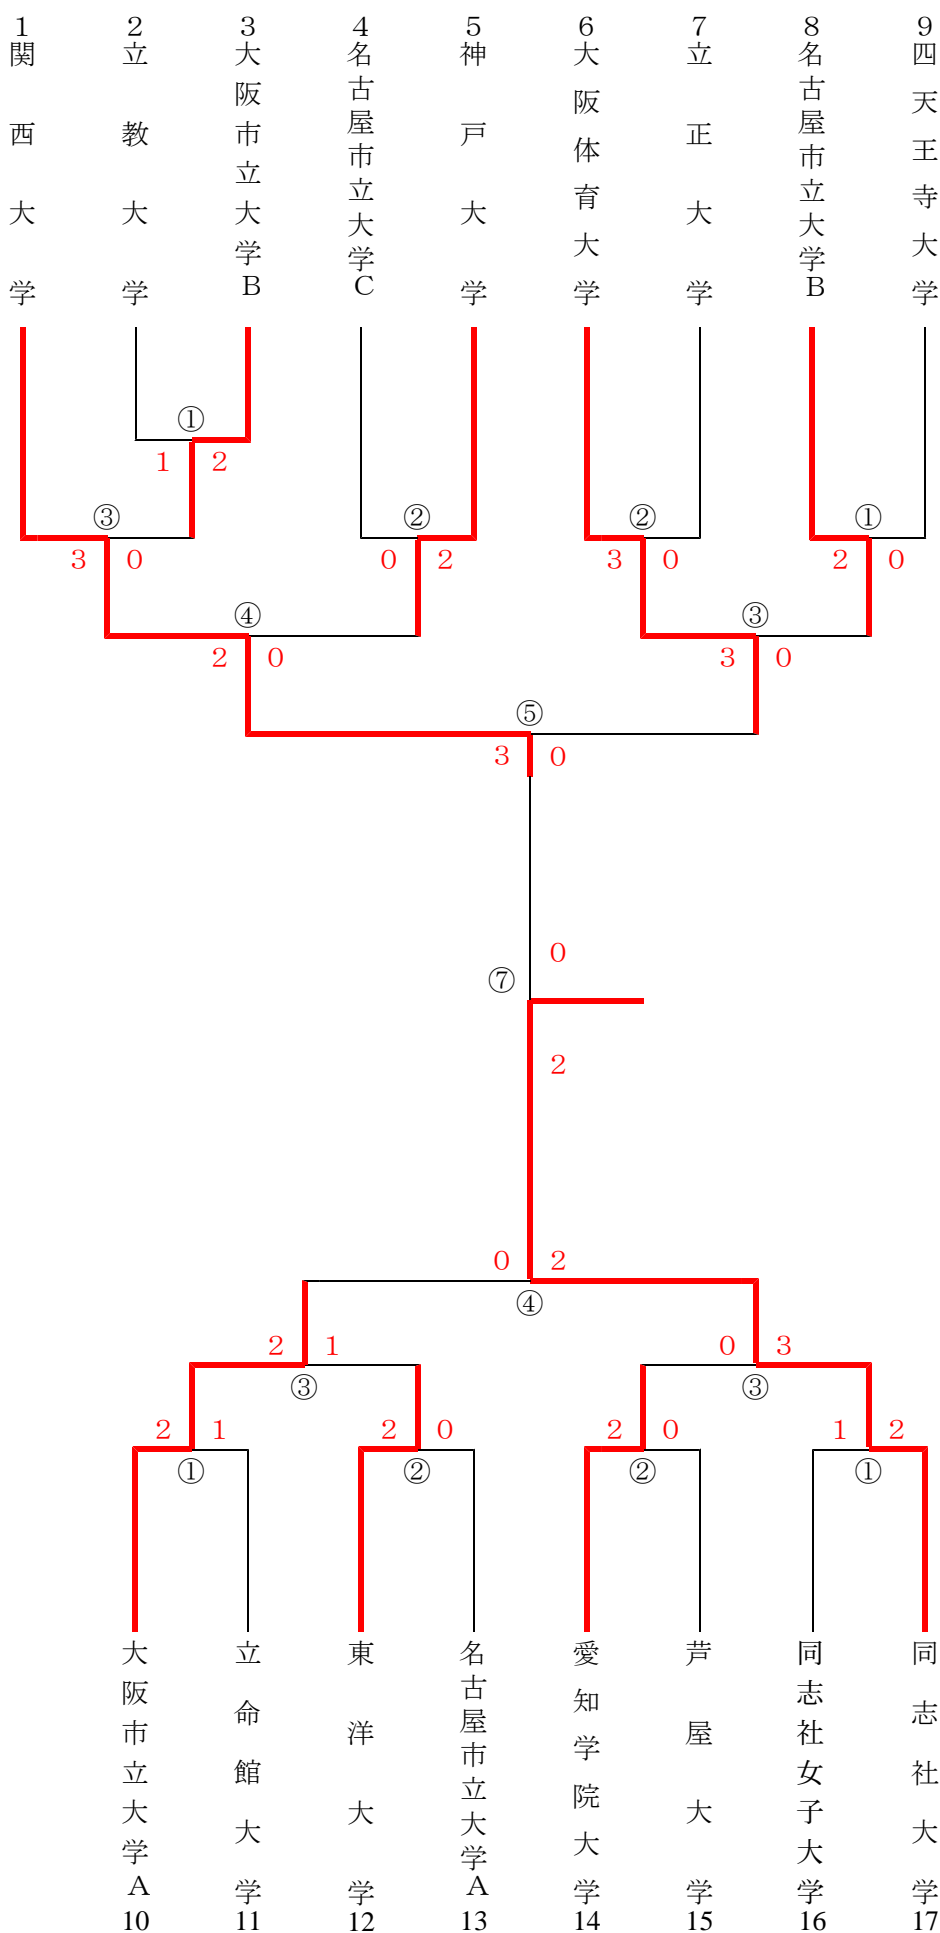 1 2 3 4 5 6 7 8 9
関西大学
立教大学
大阪市立大学B
名古屋市立大学C
神戸大学
大阪体育大学
立正大学
名古屋市立大学B
四天王寺大学
①
1 2
③ ② ② ①
3 0 0 2 3 0 2 0
④ ③
2 0 3 0
⑤
3 0
0
⑦
2
0 2
④
2 1 0 3
③ ③
2 1 2 0 2 0 1 2
① ② ② ①
大阪市立大学A
立命館大学
東洋大学
名古屋市立大学A
愛知学院大学
芦屋大学
同志社女子大学
同志社大学
10 11 12 13 14 15 16 17